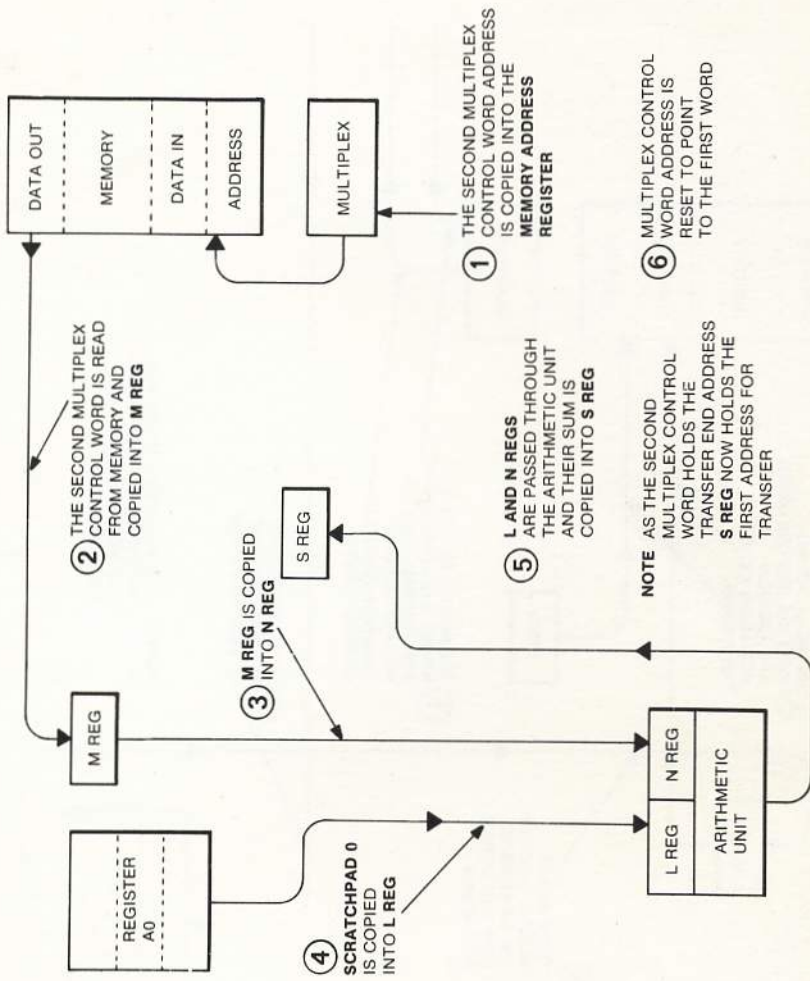 DATA OUT
MEMORY
DATA IN
ADDRESS
MULTIPLEX
1
THE SECOND MULTIPLEX
CONTROL WORD ADDRESS
IS COPIED INTO THE
MEMORY ADDRESS
REGISTER
2
THE SECOND MULTIPLEX
CONTROL WORD IS READ
FROM MEMORY AND
COPIED INTO M REG
M REG
3
M REG IS COPIED
INTO N REG
S REG
REGISTER
A0
4
SCRATCHPAD 0
IS COPIED
INTO L REG
L REG
N REG
ARITHMETIC
UNIT
5
L AND N REGS
ARE PASSED THROUGH
THE ARITHMETIC UNIT
AND THEIR SUM IS
COPIED INTO S REG
6
MULTIPLEX CONTROL
WORD ADDRESS IS
RESET TO POINT
TO THE FIRST WORD
NOTE AS THE SECOND
MULTIPLEX CONTROL
WORD HOLDS THE
TRANSFER END ADDRESS
S REG NOW HOLDS THE
FIRST ADDRESS FOR
TRANSFER